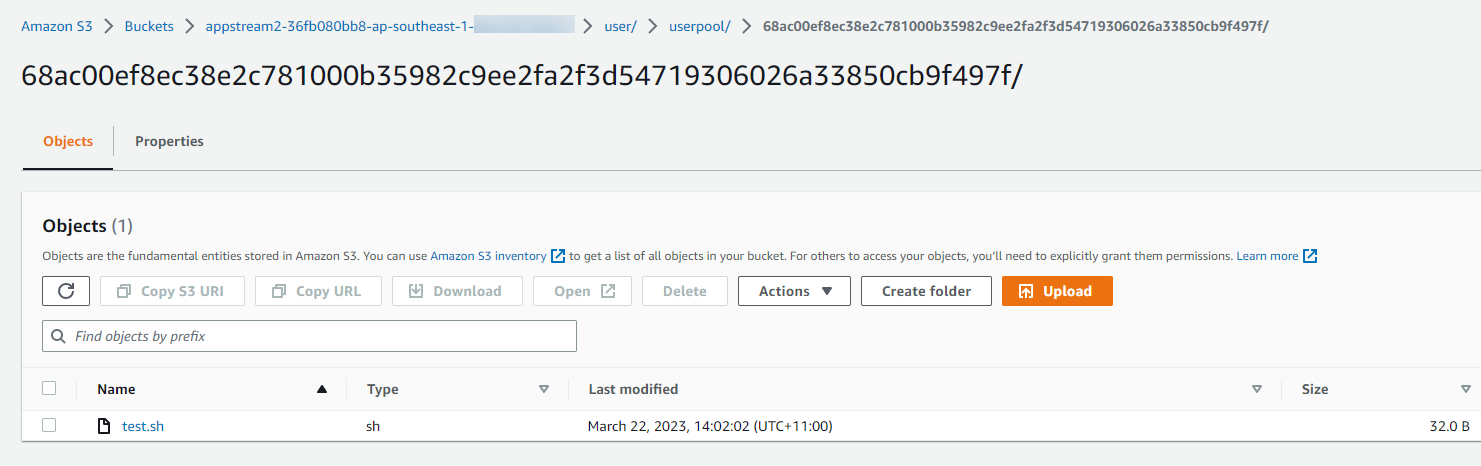 Amazon S3 > Buckets > appstream2-36fb080bb8-ap-southeast-1- > user/ > userpool/ > 68ac00ef8ec38e2c781000b35982c9ee2fa2f3d54719306026a33850cb9f497f/
68ac00ef8ec38e2c781000b35982c9ee2fa2f3d54719306026a33850cb9f497f/
Objects Properties
Objects (1)
Objects are the fundamental entities stored in Amazon S3. You can use Amazon S3 inventory to get a list of all objects in your bucket. For others to access your objects, you'll need to explicitly grant them permissions. Learn more
Copy S3 URI Copy URL Download Open Delete Actions Create folder Upload
Find objects by prefix
Name Type Last modified Size
test.sh sh March 22, 2023, 14:02:02 (UTC+11:00) 32.0 B